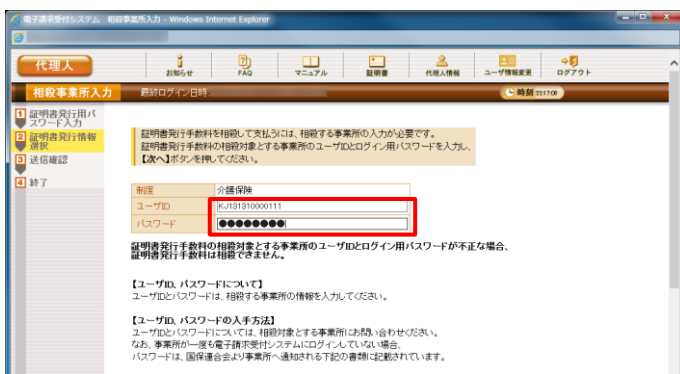 電子請求受付システム 相殺事業所入力 - Windows Internet Explorer
代理人
お知らせ FAQ マニュアル 証明書 代理人情報 ユーザ情報変更 ログアウト
相殺事業所入力 最終ログイン日時: 時刻 22:17:08
1 証明書発行用パスワード入力
2 証明書発行情報選択
3 送信確認
4 終了
証明書発行手数料を相殺して支払うには、相殺する事業所の入力が必要です。
証明書発行手数料の相殺対象とする事業所のユーザIDとログイン用パスワードを入力し、
【次へ】ボタンを押してください。
制度 介護保険
ユーザID KJ131310000111
パスワード ●●●●●●●●
証明書発行手数料の相殺対象とする事業所のユーザIDとログイン用パスワードが不正な場合、
証明書発行手数料は相殺できません。
【ユーザID、パスワードについて】
ユーザIDとパスワードは、相殺する事業所の情報を入力してください。
【ユーザID、パスワードの入手方法】
ユーザIDとパスワードについては、相殺対象とする事業所にお問い合わせください。
なお、事業所が一度も電子請求受付システムにログインしていない場合、
パスワードは、国保連合会より事業所へ通知される下記の書類に記載されています。